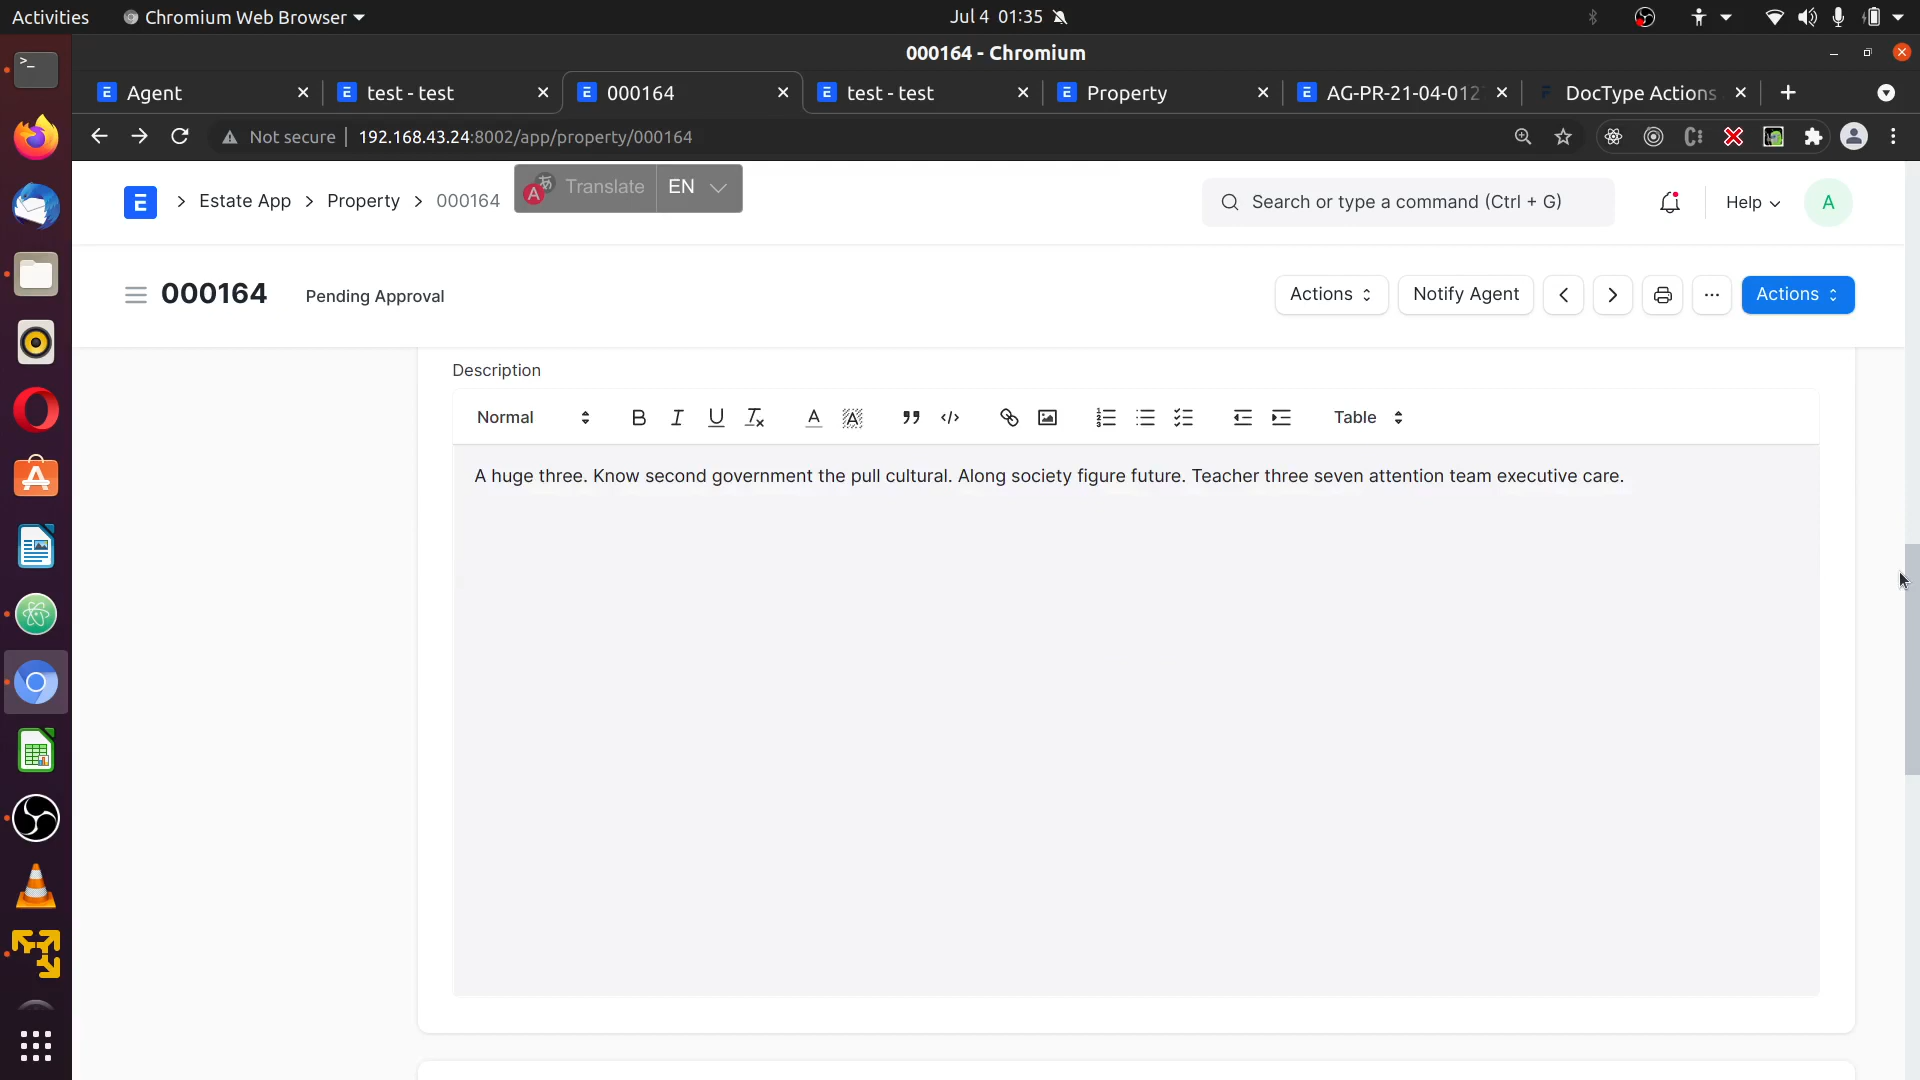 Activities Chromium Web Browser Jul 4 01:35
000164 - Chromium
Agent test - test 000164 test - test Property AG-PR-21-04-012 DocType Actions
Not secure 192.168.43.24:8002/app/property/000164
Estate App Property 000164 Translate EN Search or type a command (Ctrl + G) Help A
000164 Pending Approval Actions Notify Agent ... Actions
Description
Normal Table
A huge three. Know second government the pull cultural. Along society figure future. Teacher three seven attention team executive care.